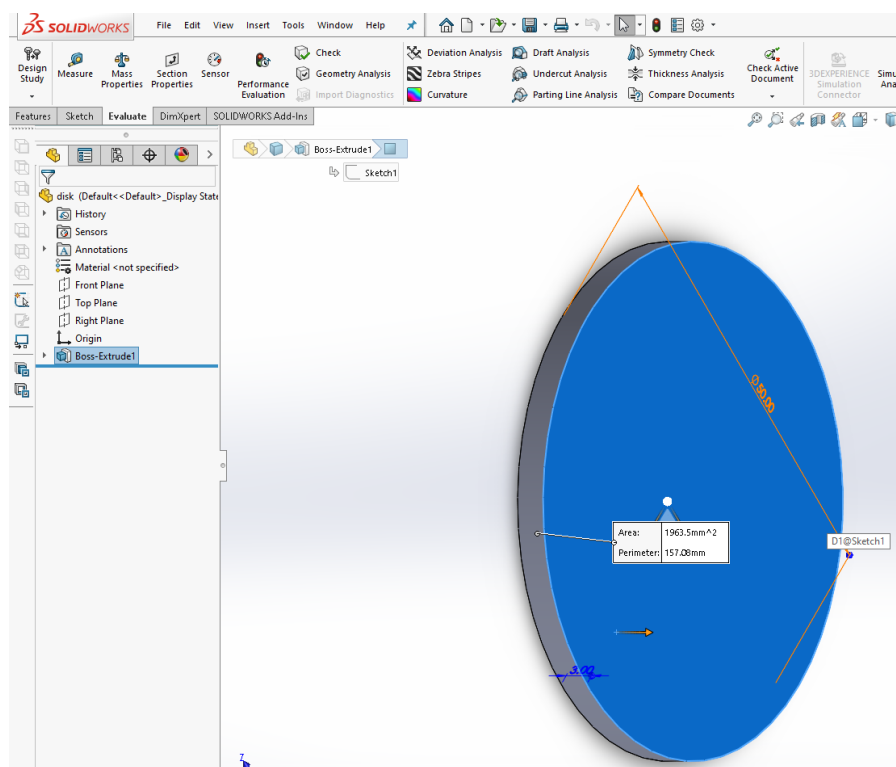 SOLIDWORKS File Edit View Insert Tools Window Help
Design Study
Measure
Mass Properties
Section Properties
Sensor
Performance Evaluation
Check
Geometry Analysis
Import Diagnostics
Deviation Analysis
Zebra Stripes
Curvature
Draft Analysis
Undercut Analysis
Parting Line Analysis
Symmetry Check
Thickness Analysis
Compare Documents
Check Active Document
3DEXPERIENCE Simulation Connector
Features Sketch Evaluate DimXpert SOLIDWORKS Add-Ins
disk (Default<<Default>_Display State
History
Sensors
Annotations
Material <not specified>
Front Plane
Top Plane
Right Plane
Origin
Boss-Extrude1
Boss-Extrude1
Sketch1
∅50.00
Area: 1963.5mm^2
Perimeter: 157.08mm
D1@Sketch1
3.00
Z